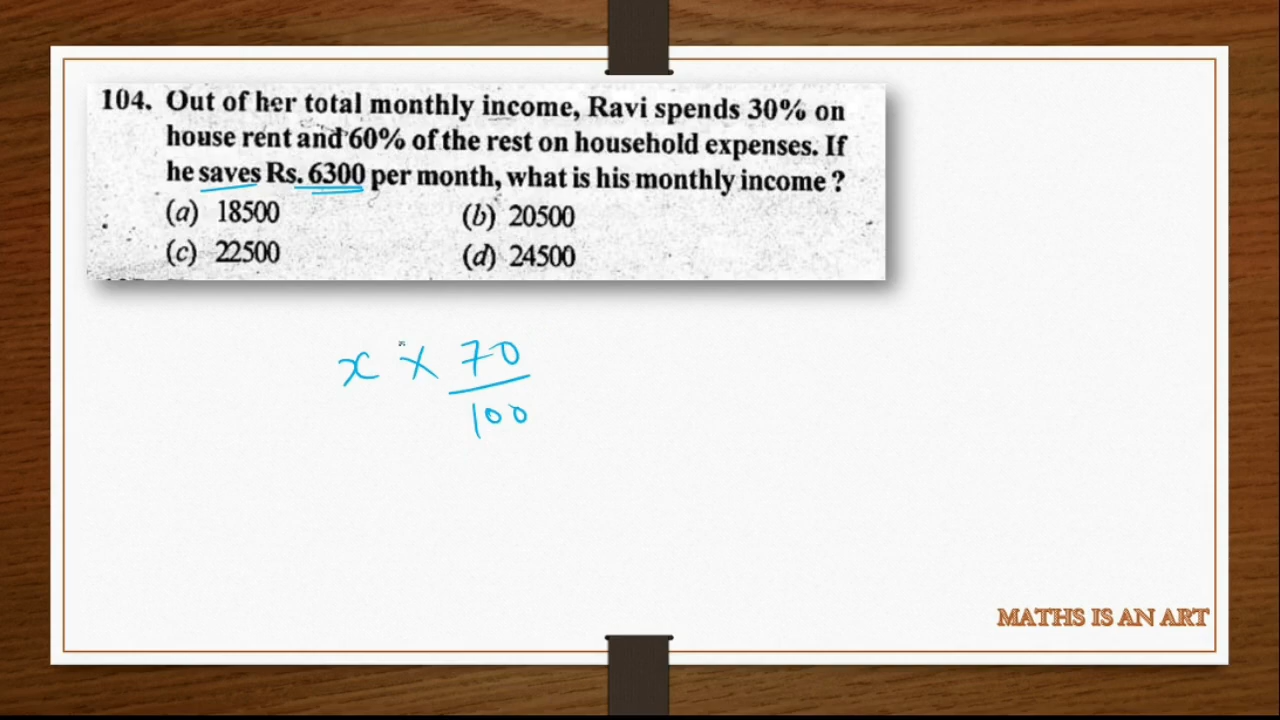 104. Out of her total monthly income, Ravi spends 30% on
house rent and 60% of the rest on household expenses. If
he saves Rs. 6300 per month, what is his monthly income ?
(a) 18500 (b) 20500
(c) 22500 (d) 24500
x × 70
100
MATHS IS AN ART